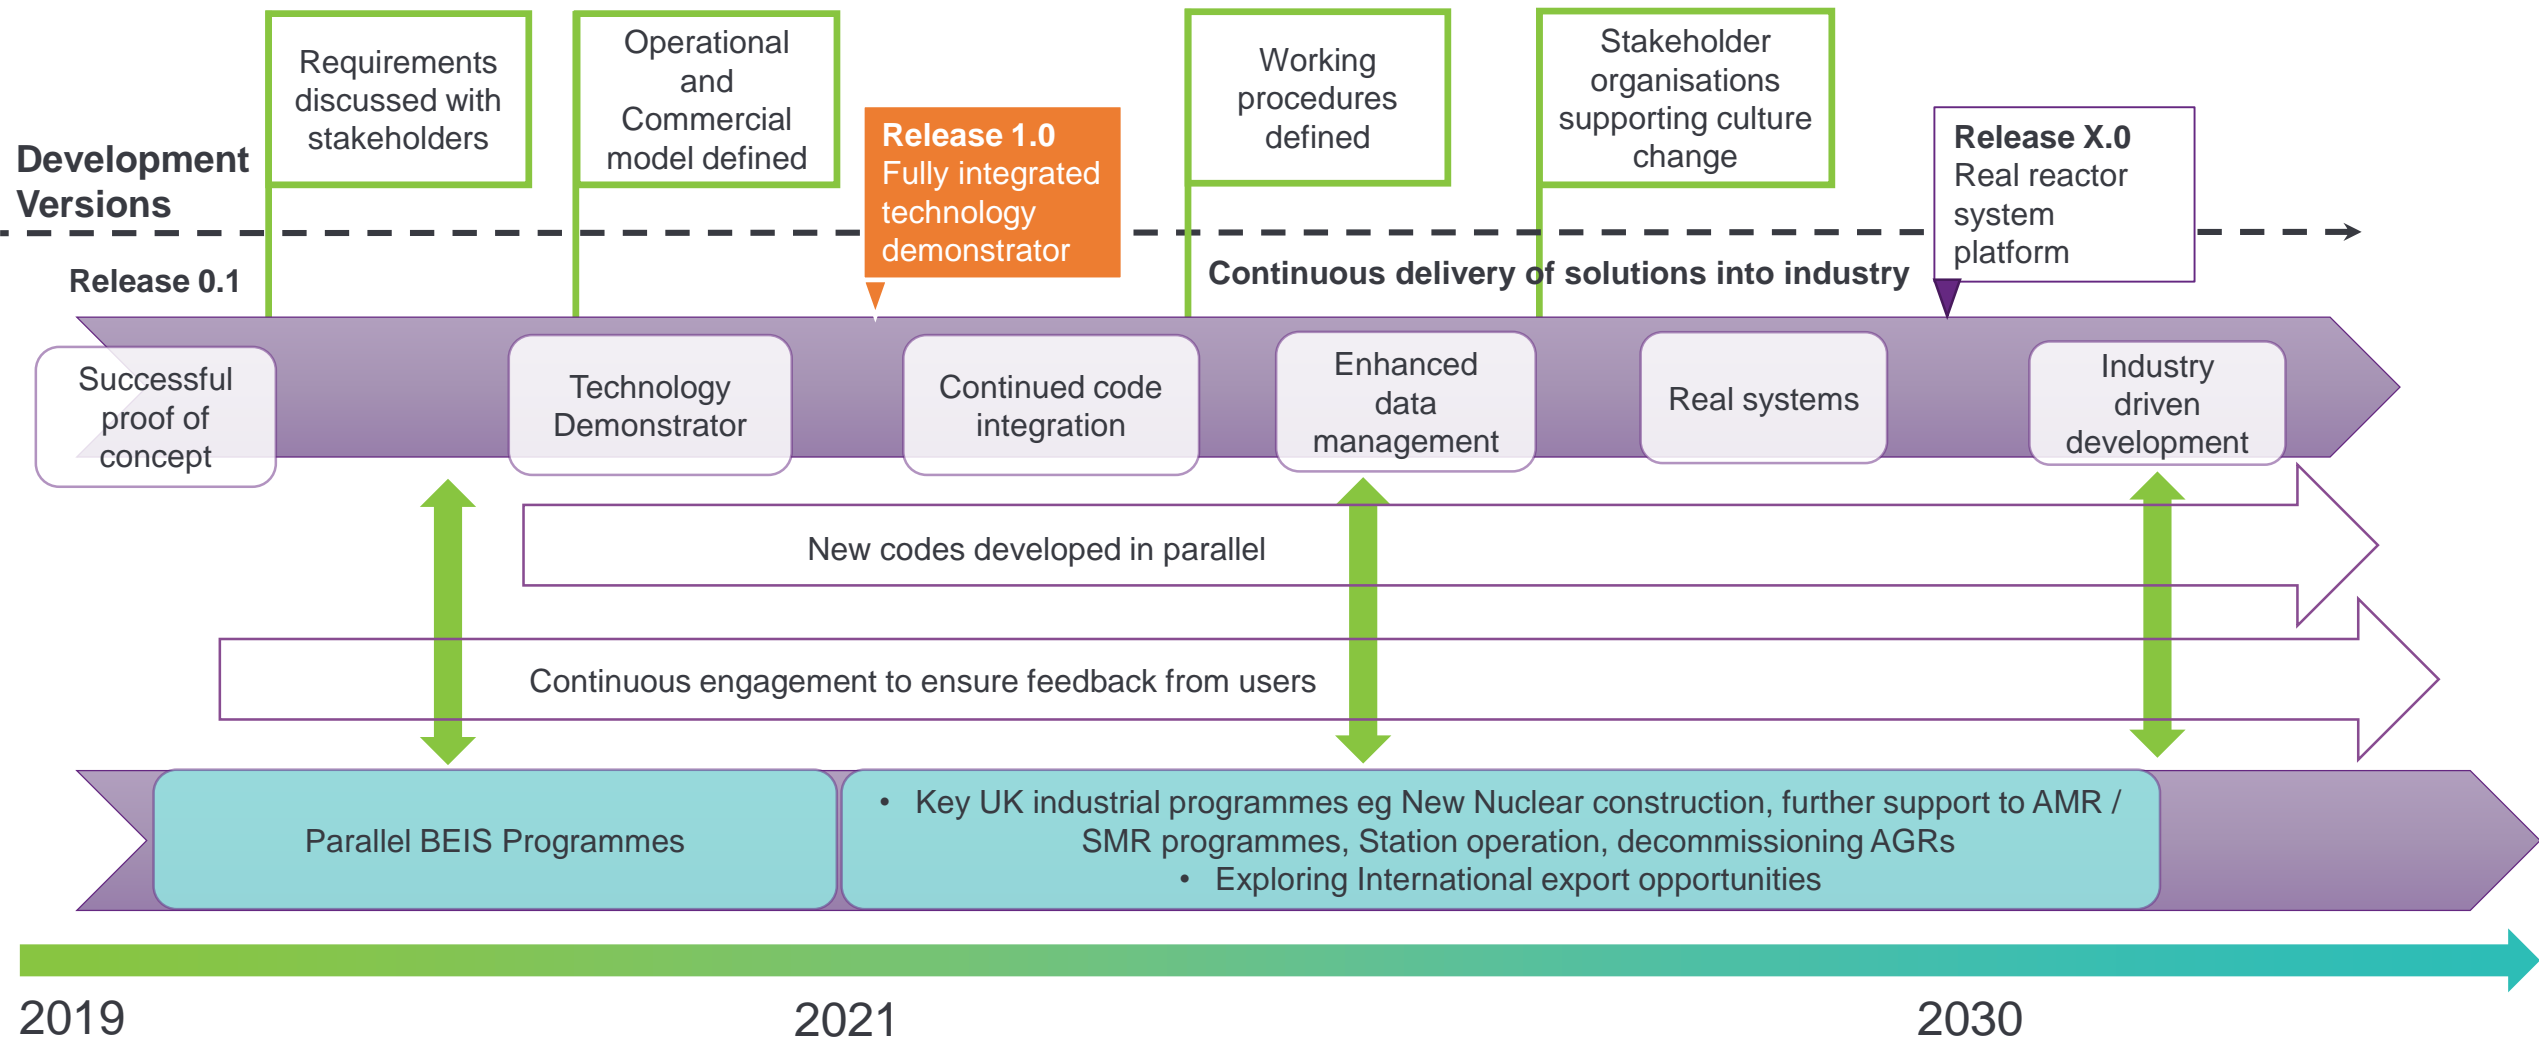 Requirements
discussed with
stakeholders
Operational
and
Commercial
model defined
Working
procedures
defined
Stakeholder
organisations
supporting culture
change
Release 1.0
Fully integrated
technology
demonstrator
Release X.0
Real reactor
system
platform
Development
Versions
Release 0.1
Continuous delivery of solutions into industry
Successful
proof of
concept
Technology
Demonstrator
Continued code
integration
Enhanced
data
management
Real systems
Industry
driven
development
New codes developed in parallel
Continuous engagement to ensure feedback from users
Parallel BEIS Programmes
• Key UK industrial programmes eg New Nuclear construction, further support to AMR /
SMR programmes, Station operation, decommissioning AGRs
• Exploring International export opportunities
2019
2021
2030